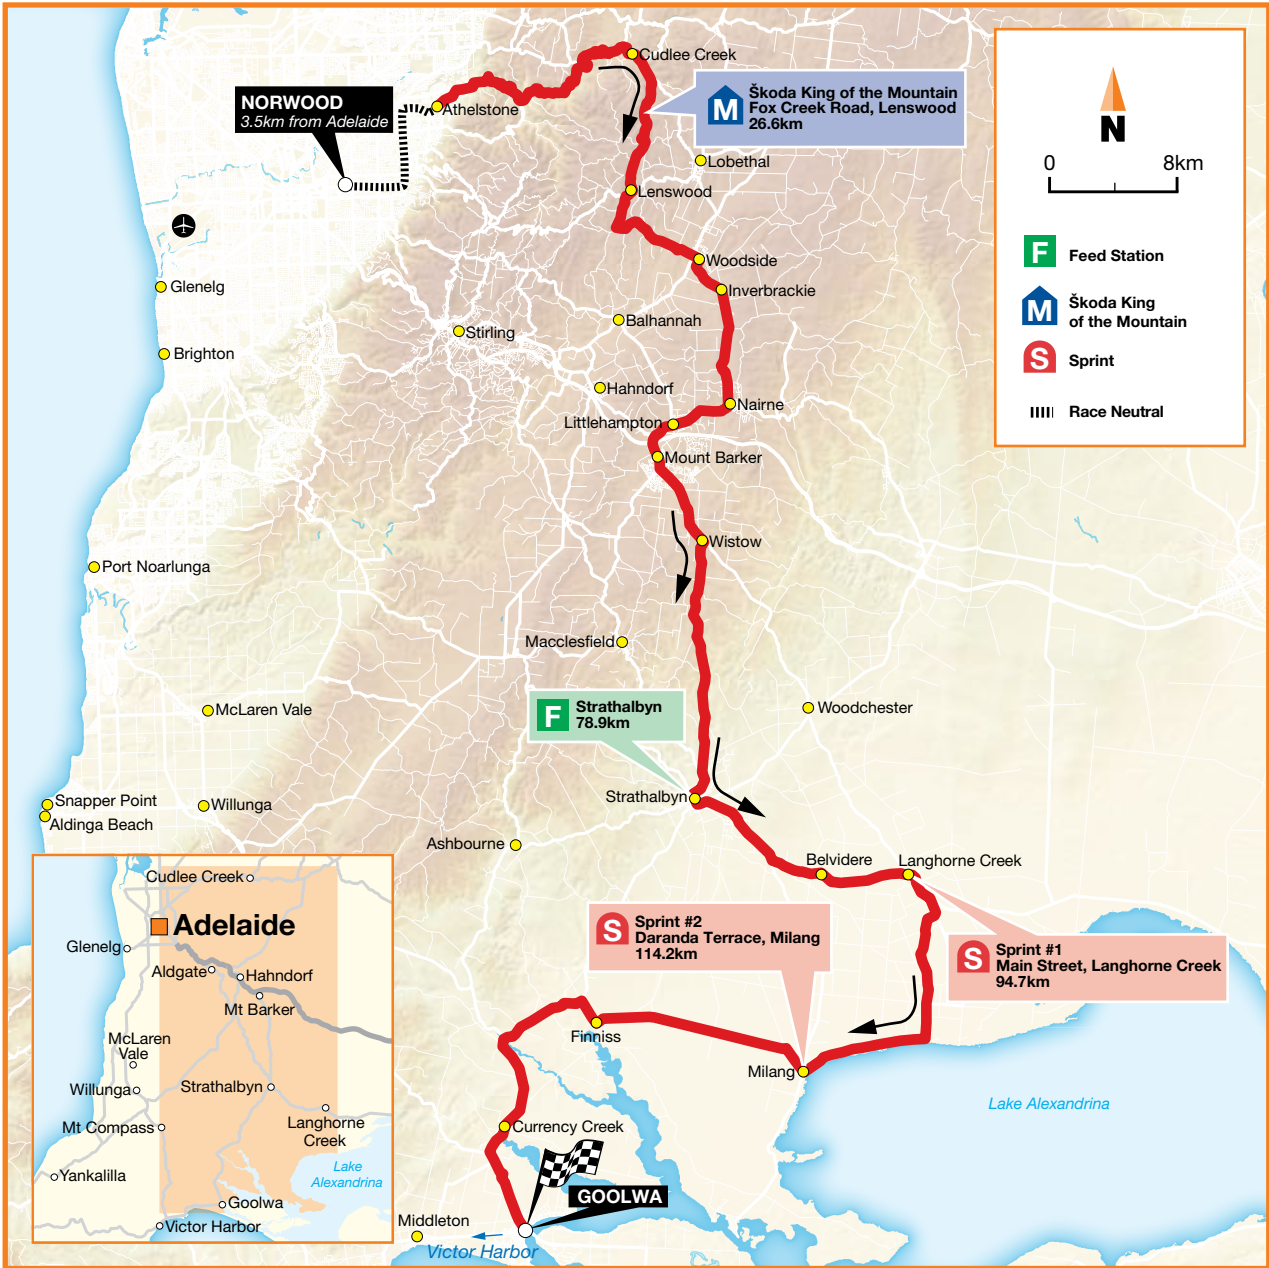 Cudlee Creek
NORWOOD
3.5km from Adelaide
Athelstone
M
Škoda King of the Mountain
Fox Creek Road, Lenswood
26.6km
N
0 8km
F Feed Station
M Škoda King
of the Mountain
S Sprint
Race Neutral
Lobethal
Lenswood
Woodside
Inverbrackie
Glenelg
Balhannah
Stirling
Brighton
Hahndorf
Nairne
Littlehampton
Mount Barker
Wistow
Port Noarlunga
Macclesfield
McLaren Vale
F
Strathalbyn
78.9km
Woodchester
Strathalbyn
Snapper Point
Aldinga Beach
Willunga
Ashbourne
Belvidere
Langhorne Creek
S
Sprint #2
Daranda Terrace, Milang
114.2km
S
Sprint #1
Main Street, Langhorne Creek
94.7km
Finniss
Milang
Lake Alexandrina
Currency Creek
GOOLWA
Middleton
Victor Harbor
Cudlee Creek
Adelaide
Glenelg
Aldgate
Hahndorf
Mt Barker
McLaren
Vale
Willunga
Strathalbyn
Mt Compass
Langhorne
Creek
Yankalilla
Lake
Alexandrina
Goolwa
Victor Harbor